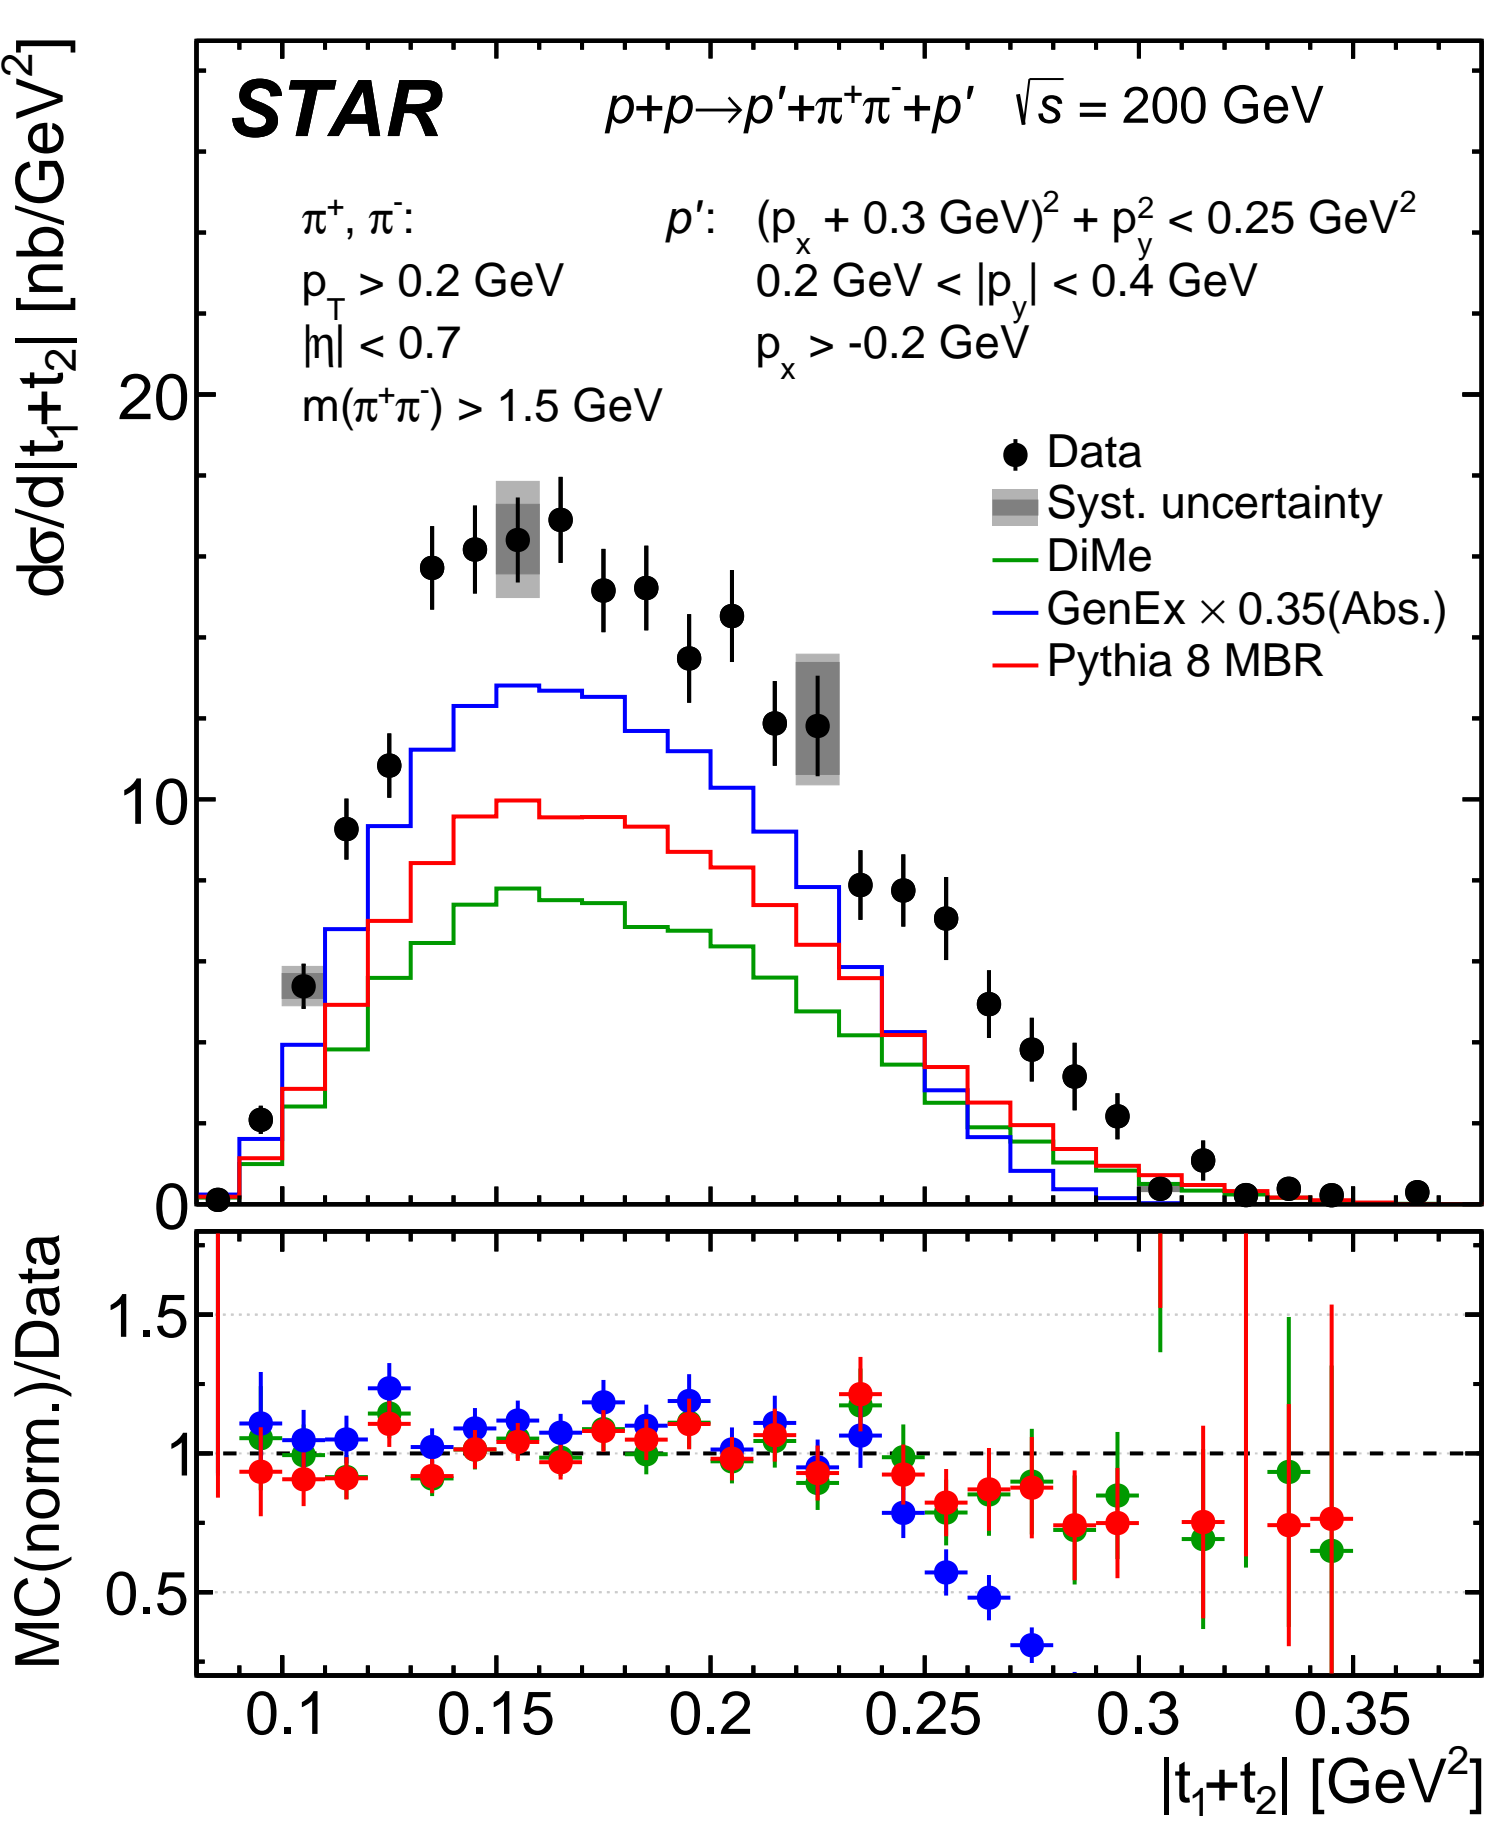 STAR p+p→p′+π⁺π⁻+p′ √s = 200 GeV
π⁺, π⁻: p′: (pₓ + 0.3 GeV)² + p_y² < 0.25 GeV²
p_T > 0.2 GeV 0.2 GeV < |p_y| < 0.4 GeV
|η| < 0.7 pₓ > -0.2 GeV
m(π⁺π⁻) > 1.5 GeV
Data
Syst. uncertainty
DiMe
GenEx × 0.35(Abs.)
Pythia 8 MBR
dσ/d|t₁+t₂| [nb/GeV²]
20
10
0
MC(norm.)/Data
1.5
1
0.5
0.1 0.15 0.2 0.25 0.3 0.35
|t₁+t₂| [GeV²]